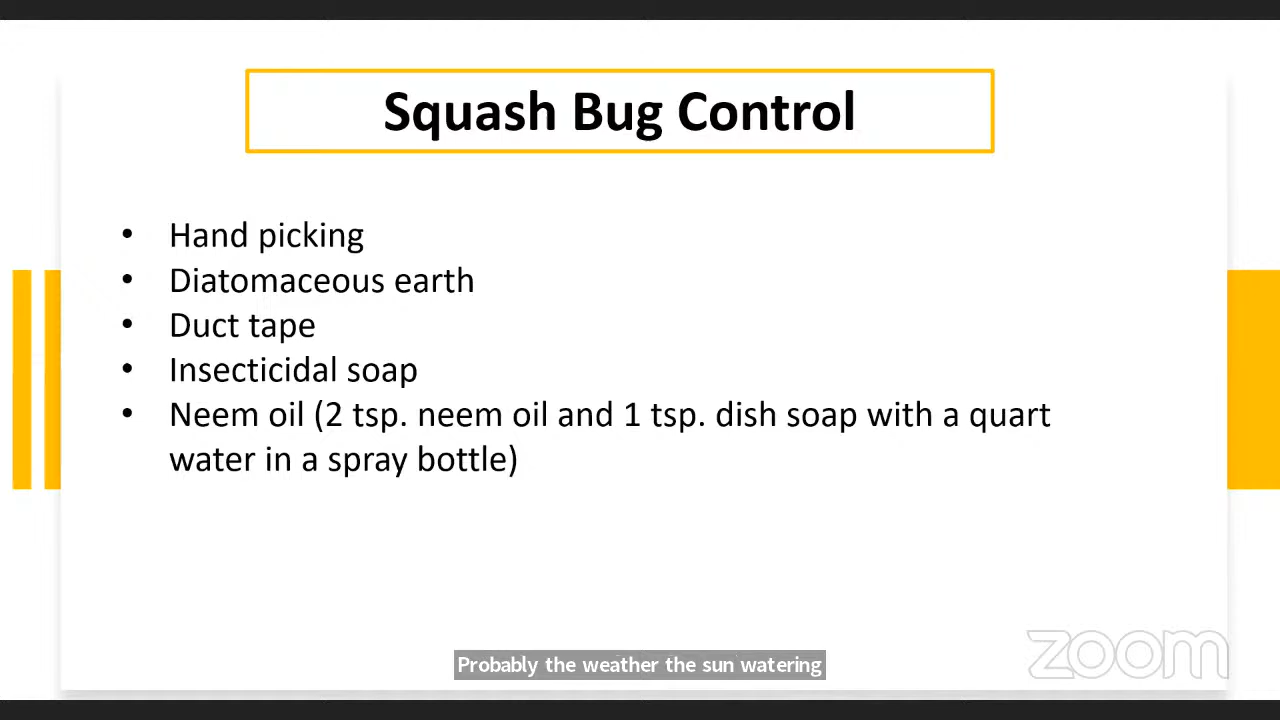 Squash Bug Control
• Hand picking
• Diatomaceous earth
• Duct tape
• Insecticidal soap
• Neem oil (2 tsp. neem oil and 1 tsp. dish soap with a quart
water in a spray bottle)
zoom
Probably the weather the sun watering